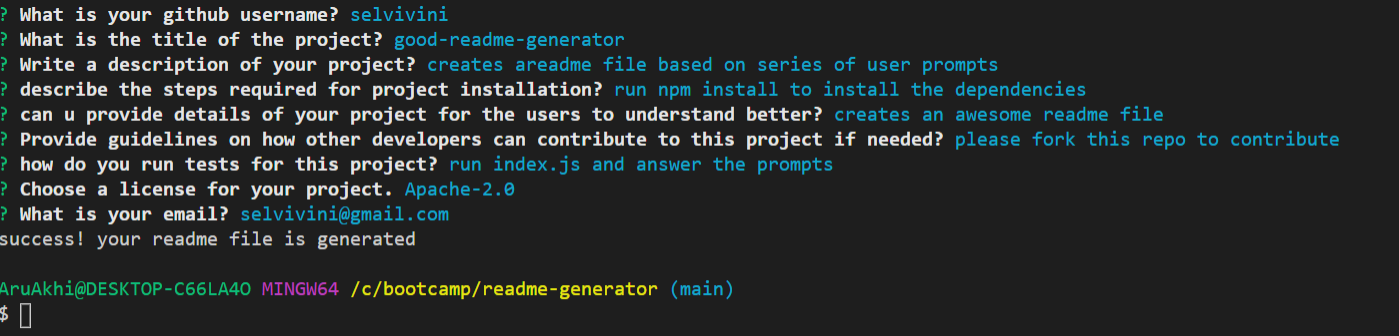 ? What is your github username? selvivini
? What is the title of the project? good-readme-generator
? Write a description of your project? creates areadme file based on series of user prompts
? describe the steps required for project installation? run npm install to install the dependencies
? can u provide details of your project for the users to understand better? creates an awesome readme file
? Provide guidelines on how other developers can contribute to this project if needed? please fork this repo to contribute
? how do you run tests for this project? run index.js and answer the prompts
? Choose a license for your project. Apache-2.0
? What is your email? selvivini@gmail.com
success! your readme file is generated
AruAkhi@DESKTOP-C66LA4O MINGW64 /c/bootcamp/readme-generator (main)
$